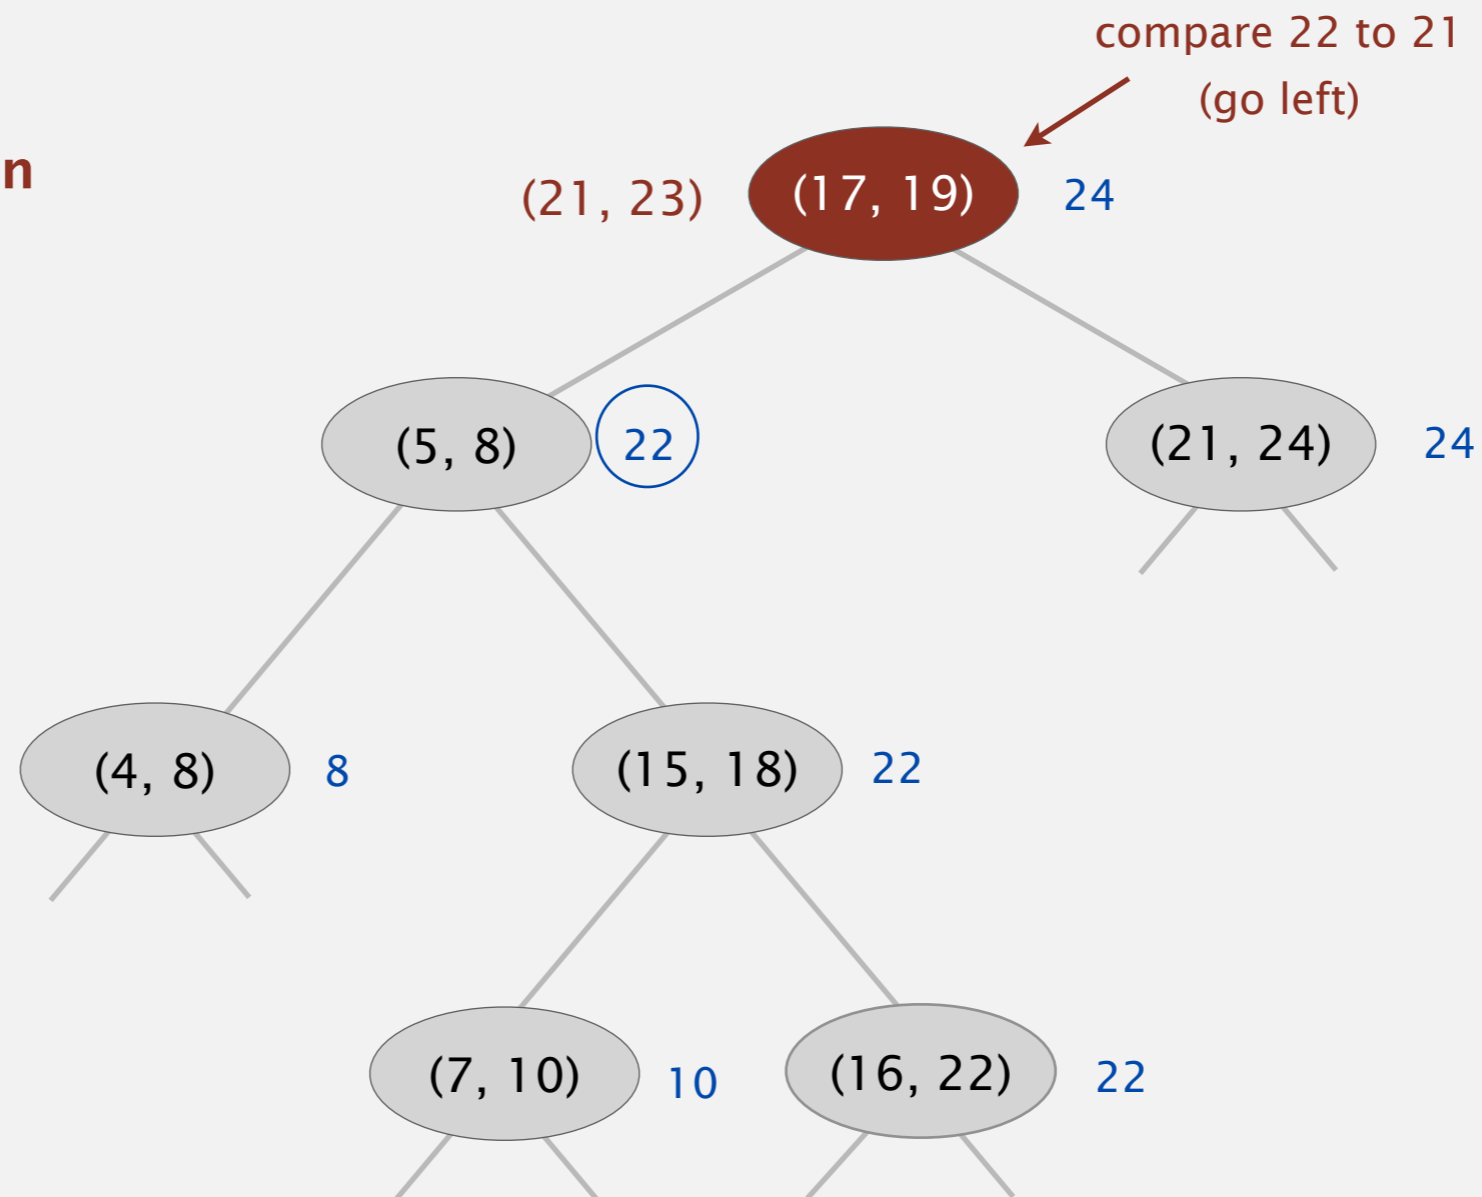 compare 22 to 21
(go left)
n
(21, 23) (17, 19) 24
(5, 8) 22 (21, 24) 24
(4, 8) 8 (15, 18) 22
(7, 10) 10 (16, 22) 22